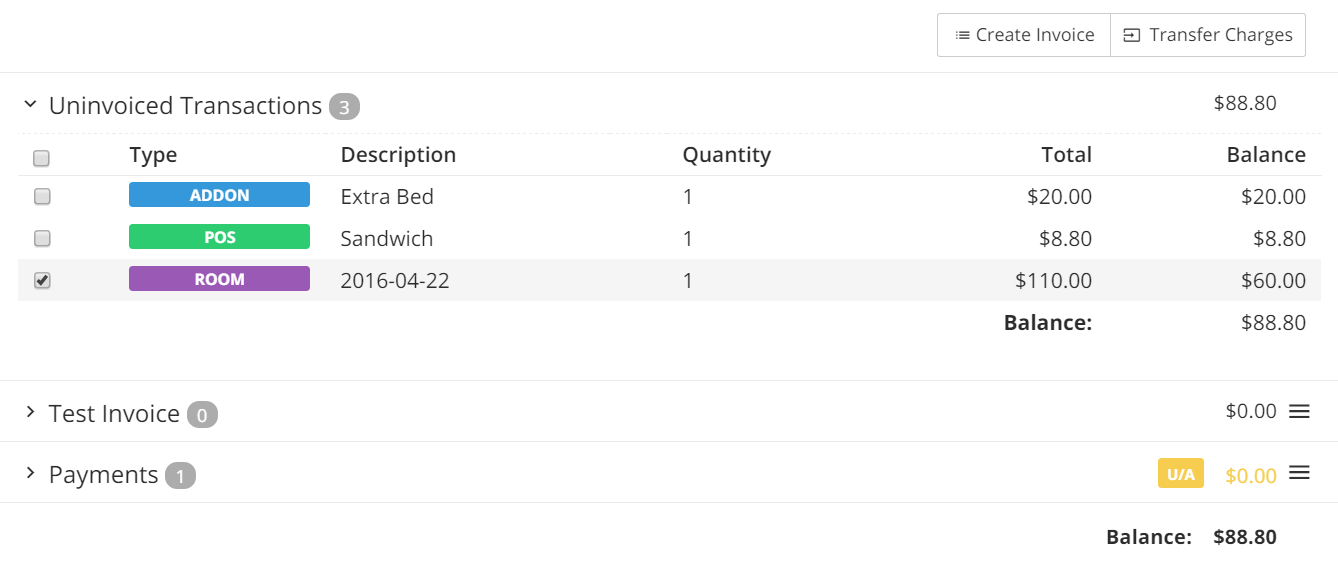 Create Invoice Transfer Charges
Uninvoiced Transactions 3 $88.80
Type Description Quantity Total Balance
ADDON Extra Bed 1 $20.00 $20.00
POS Sandwich 1 $8.80 $8.80
ROOM 2016-04-22 1 $110.00 $60.00
Balance: $88.80
Test Invoice 0 $0.00
Payments 1 U/A $0.00
Balance: $88.80